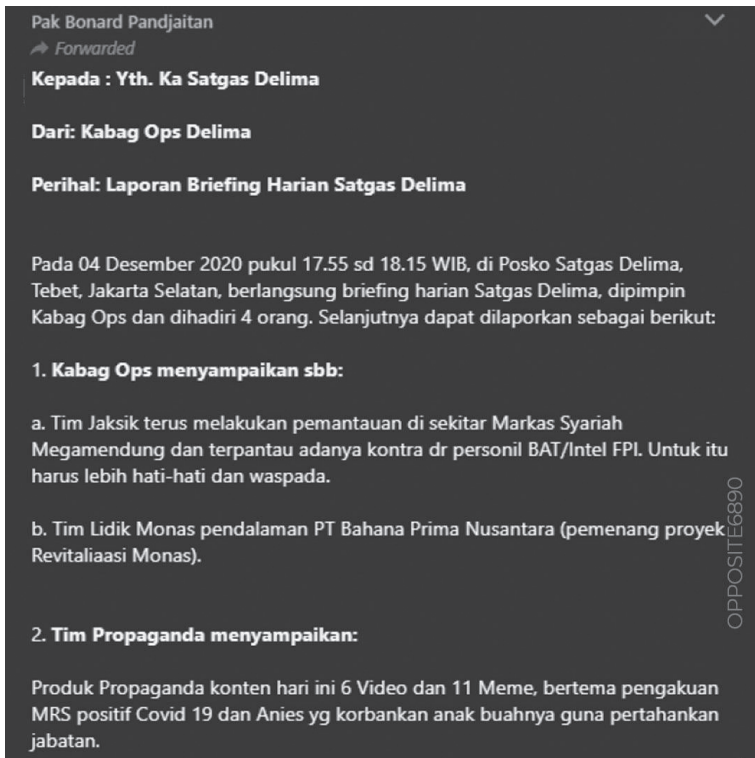 Pak Bonard Pandjaitan
Forwarded
Kepada : Yth. Ka Satgas Delima
Dari: Kabag Ops Delima
Perihal: Laporan Briefing Harian Satgas Delima
Pada 04 Desember 2020 pukul 17.55 sd 18.15 WIB, di Posko Satgas Delima,
Tebet, Jakarta Selatan, berlangsung briefing harian Satgas Delima, dipimpin
Kabag Ops dan dihadiri 4 orang. Selanjutnya dapat dilaporkan sebagai berikut:
1. Kabag Ops menyampaikan sbb:
a. Tim Jaksik terus melakukan pemantauan di sekitar Markas Syariah
Megamendung dan terpantau adanya kontra dr personil BAT/Intel FPI. Untuk itu
harus lebih hati-hati dan waspada.
b. Tim Lidik Monas pendalaman PT Bahana Prima Nusantara (pemenang proyek
Revitaliaasi Monas).
2. Tim Propaganda menyampaikan:
Produk Propaganda konten hari ini 6 Video dan 11 Meme, bertema pengakuan
MRS positif Covid 19 dan Anies yg korbankan anak buahnya guna pertahankan
jabatan.
OPPOSITE6890